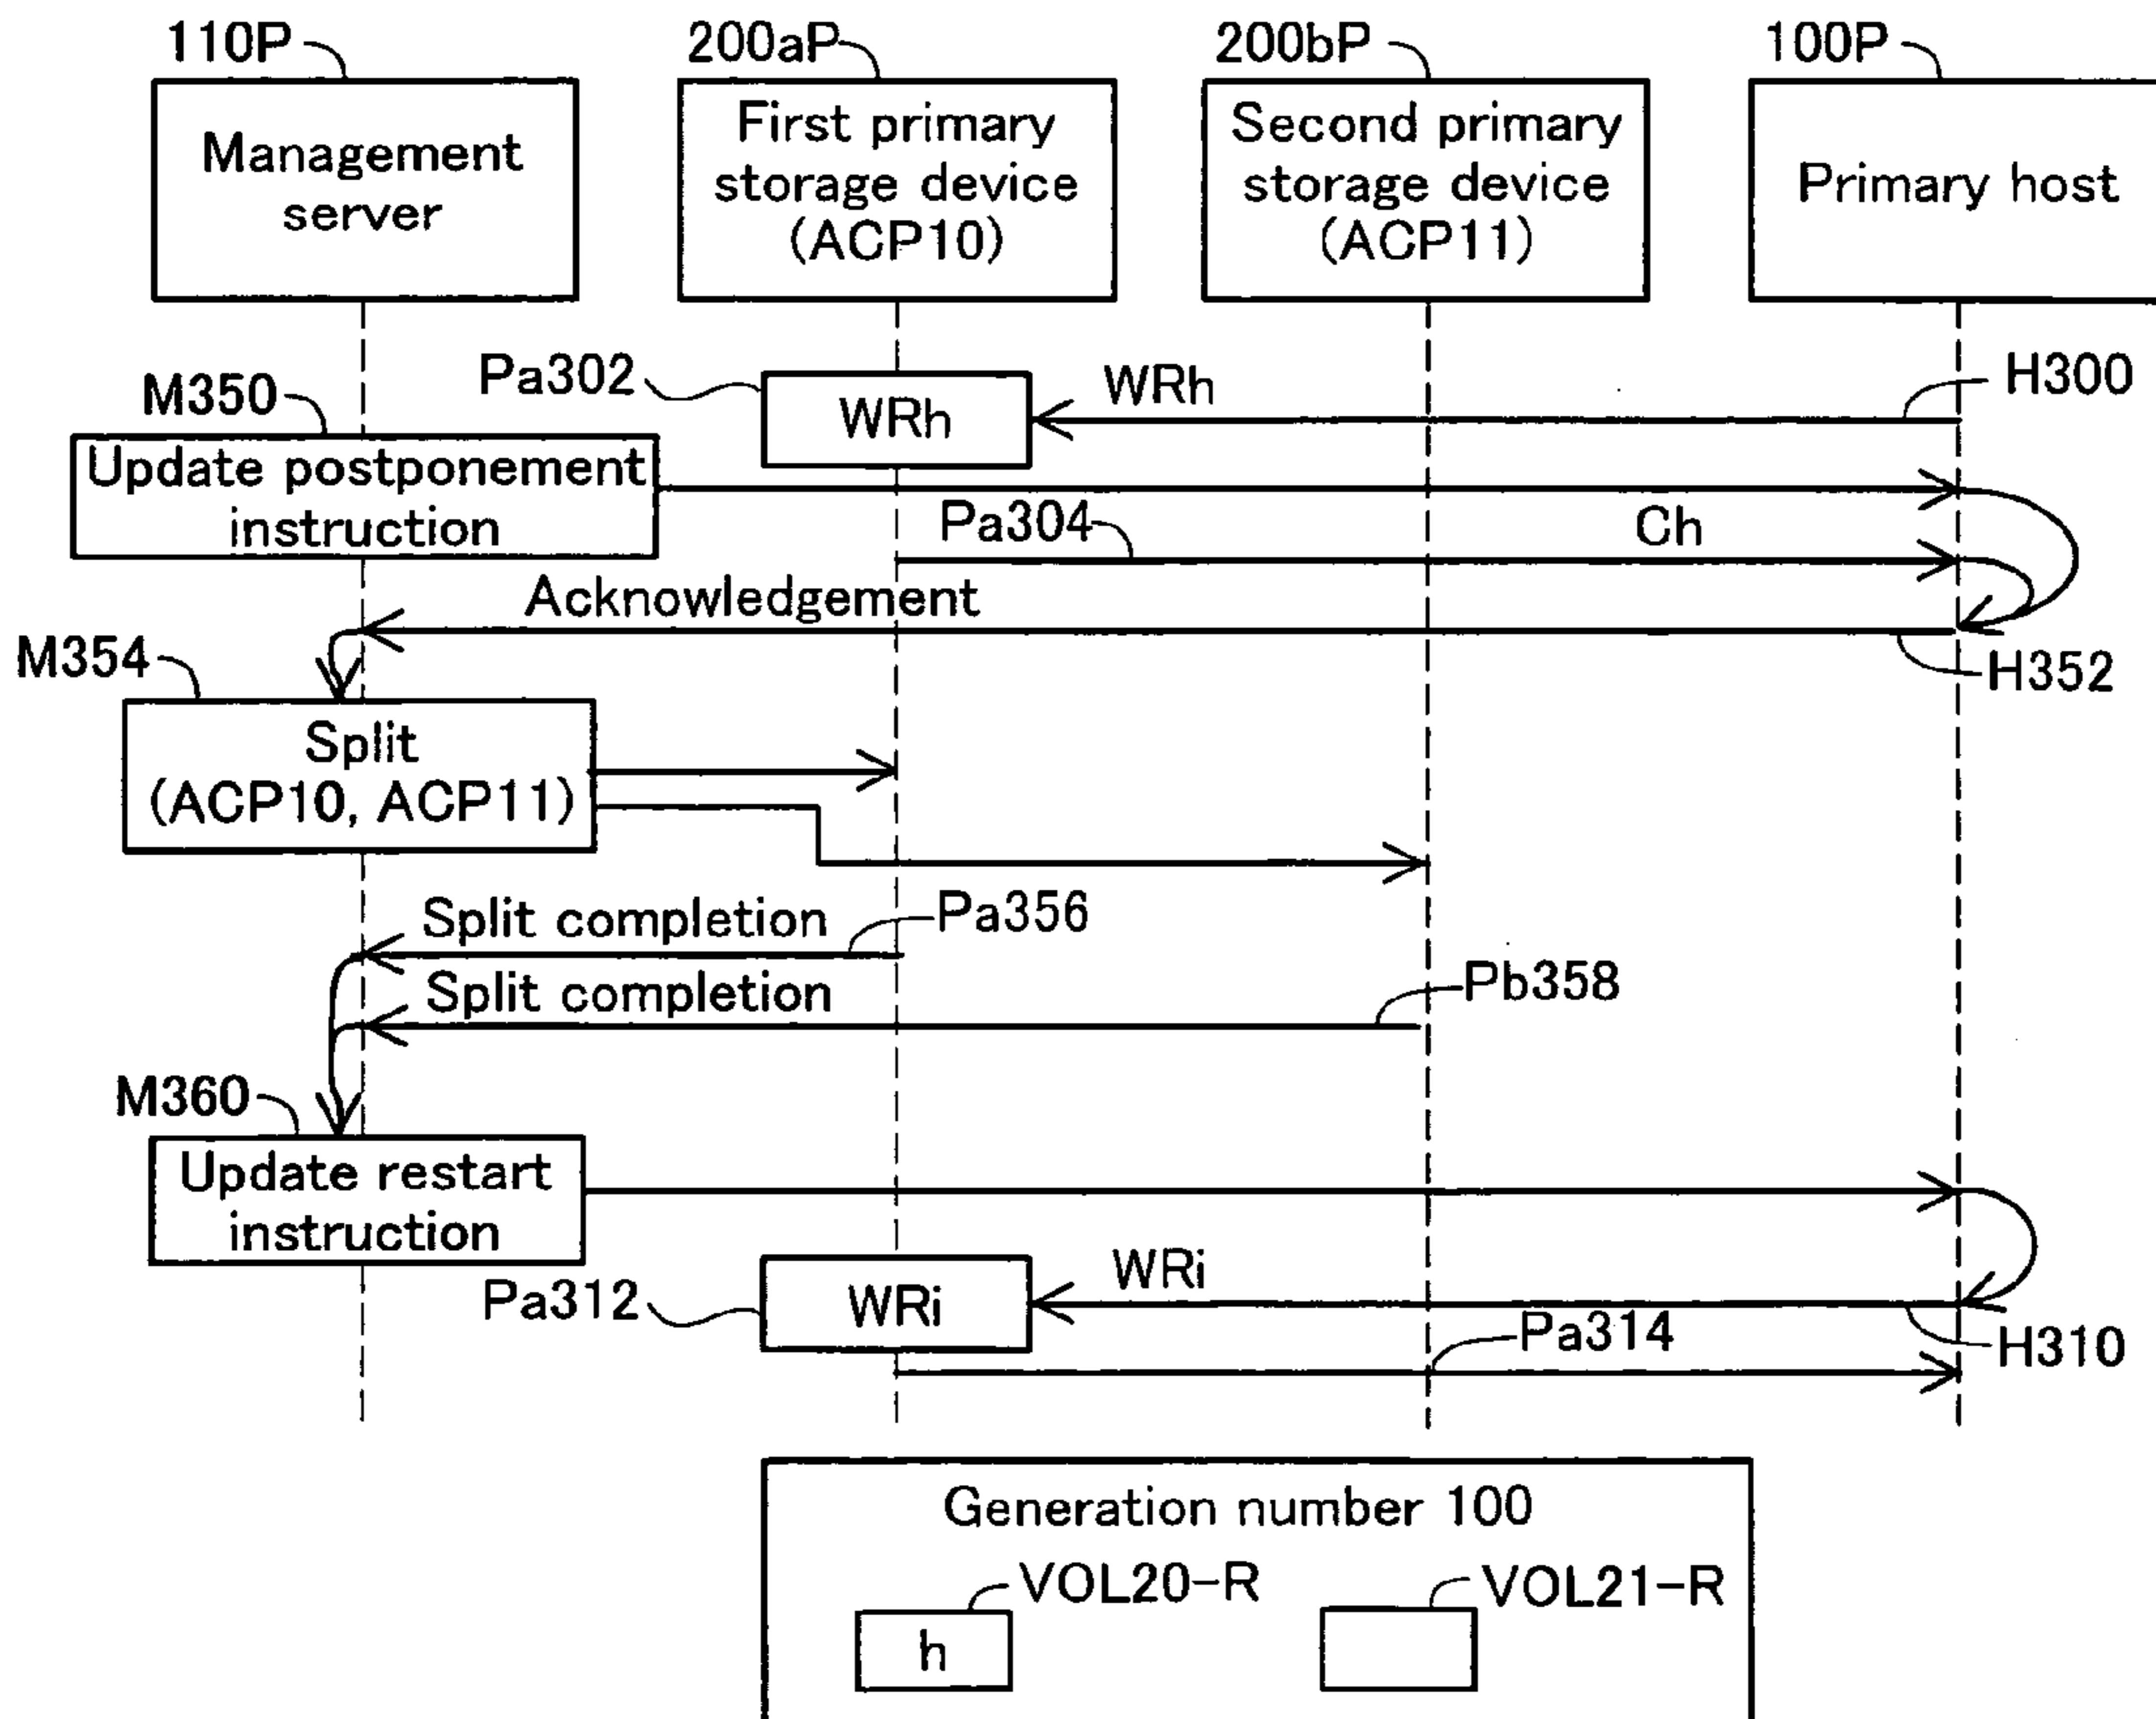 110P
200aP
200bP
100P
Management
server
First primary
storage device
(ACP10)
Second primary
storage device
(ACP11)
Primary host
Pa302
WRh
WRh
H300
M350
Update postponement
instruction
Pa304
Ch
Acknowledgement
H352
M354
Split
(ACP10, ACP11)
Split completion
Pa356
Split completion
Pb358
M360
Update restart
instruction
Pa312
WRi
WRi
H310
Pa314
Generation number 100
VOL20-R
VOL21-R
h